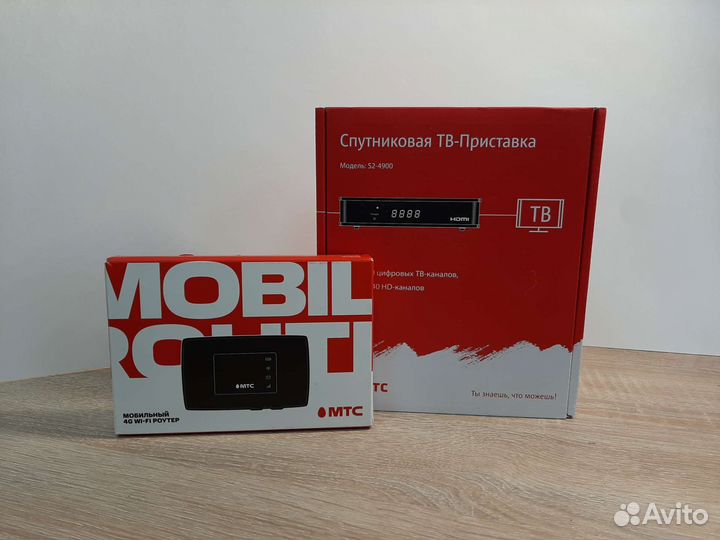 Спутниковая ТВ-Приставка
Модель: S2-4900
8888
HDMI
ТВ
цифровых ТВ-каналов,
HD-каналов
ТС
Ты знаешь, что можешь!
MOBIL
ROUT
МТС
МОБИЛЬНЫЙ
4G WI-FI РОУТЕР
МТС
Avito